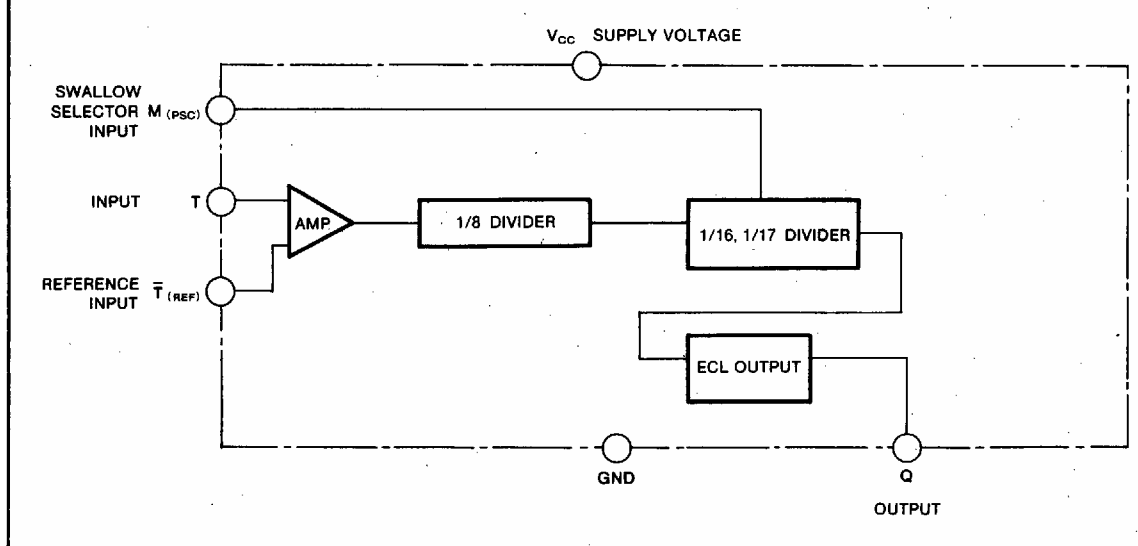 V_CC SUPPLY VOLTAGE
SWALLOW
SELECTOR M (PSC)
INPUT
INPUT T
AMP.
1/8 DIVIDER
1/16, 1/17 DIVIDER
REFERENCE T̅ (REF)
INPUT
ECL OUTPUT
GND
Q
OUTPUT